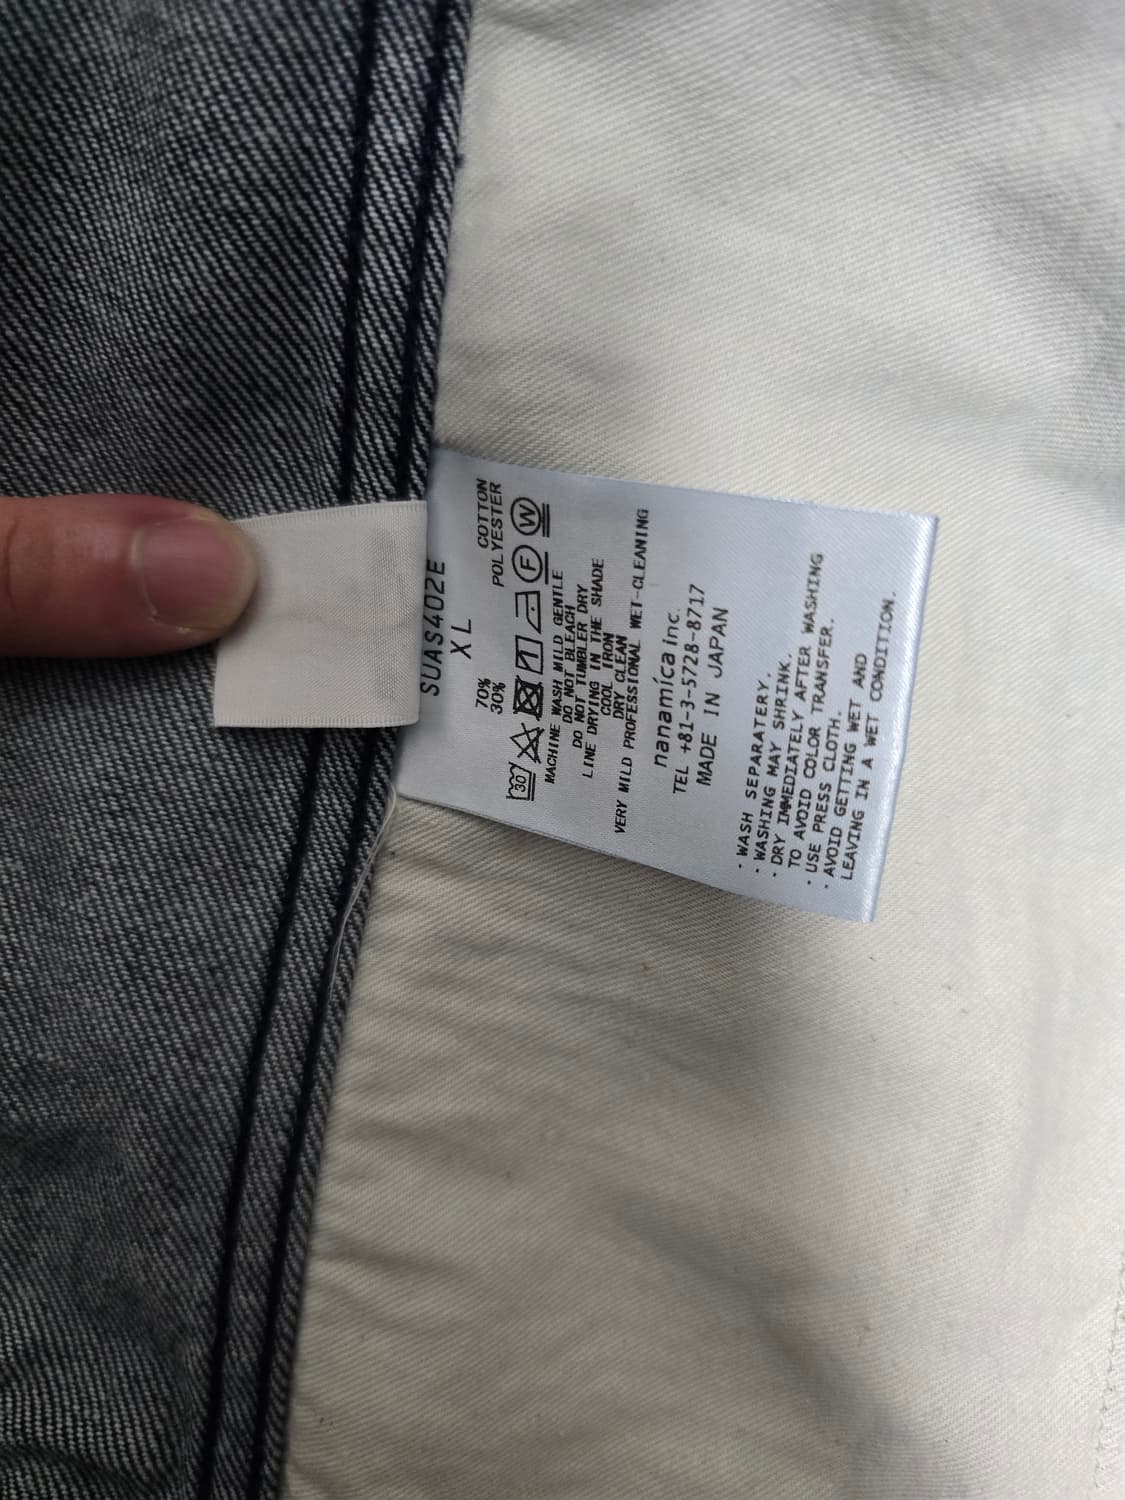 SUAS402E
XL
70% COTTON
30% POLYESTER
30 F W
MACHINE WASH MILD GENTLE
DO NOT BLEACH
DO NOT TUMBLER DRY
LINE DRYING IN THE SHADE
COOL IRON
DRY CLEAN
VERY MILD PROFESSIONAL WET-CLEANING
nanamica inc.
TEL +81-3-5728-8717
MADE IN JAPAN
· WASH SEPARATERY.
· WASHING MAY SHRINK.
· DRY IMMEDIATELY AFTER WASHING
TO AVOID COLOR TRANSFER.
· USE PRESS CLOTH.
· AVOID GETTING WET AND
LEAVING IN A WET CONDITION.